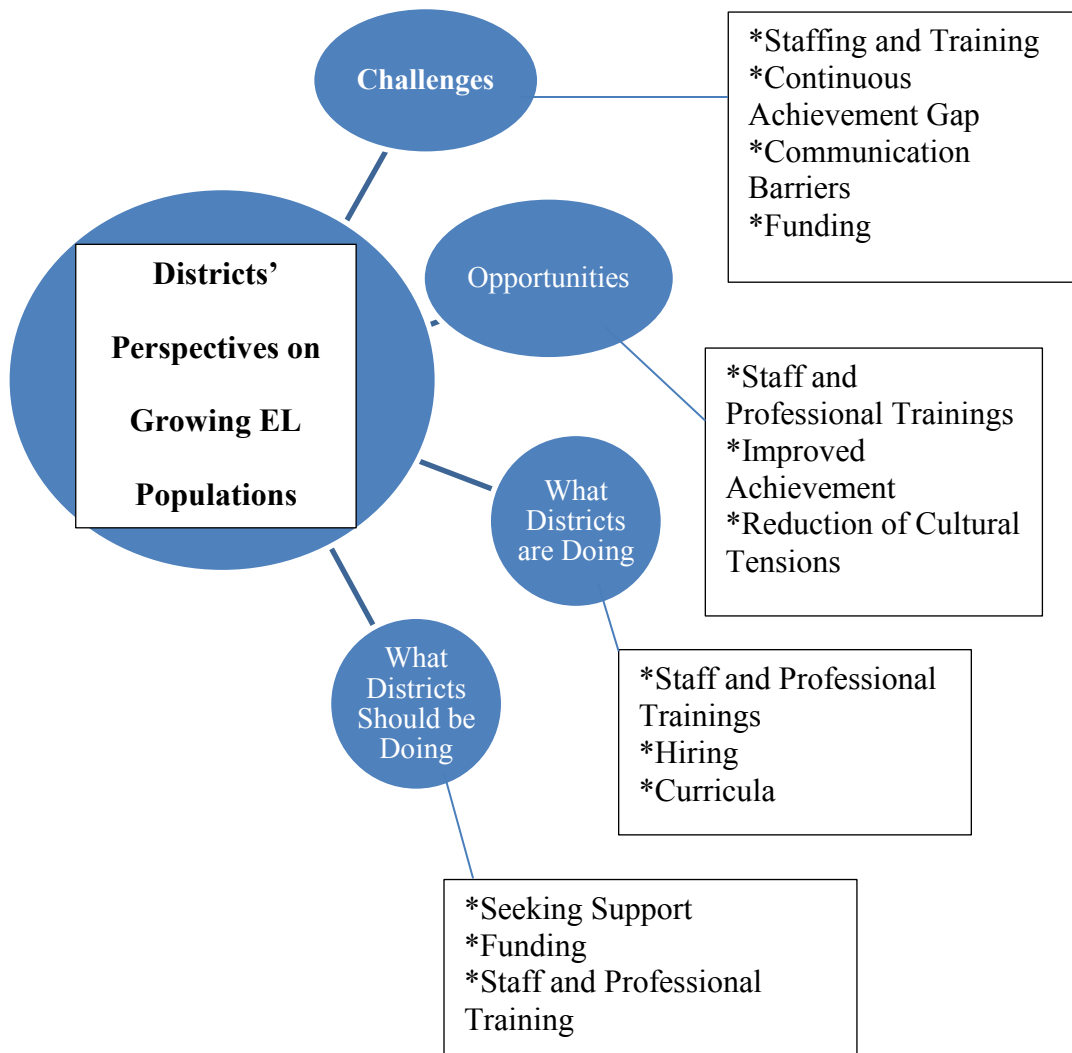 Challenges
*Staffing and Training
*Continuous
Achievement Gap
*Communication
Barriers
*Funding
Districts’
Perspectives on
Growing EL
Populations
Opportunities
*Staff and
Professional Trainings
*Improved
Achievement
*Reduction of Cultural
Tensions
What
Districts
are Doing
*Staff and Professional
Trainings
*Hiring
*Curricula
What
Districts
Should be
Doing
*Seeking Support
*Funding
*Staff and Professional
Training